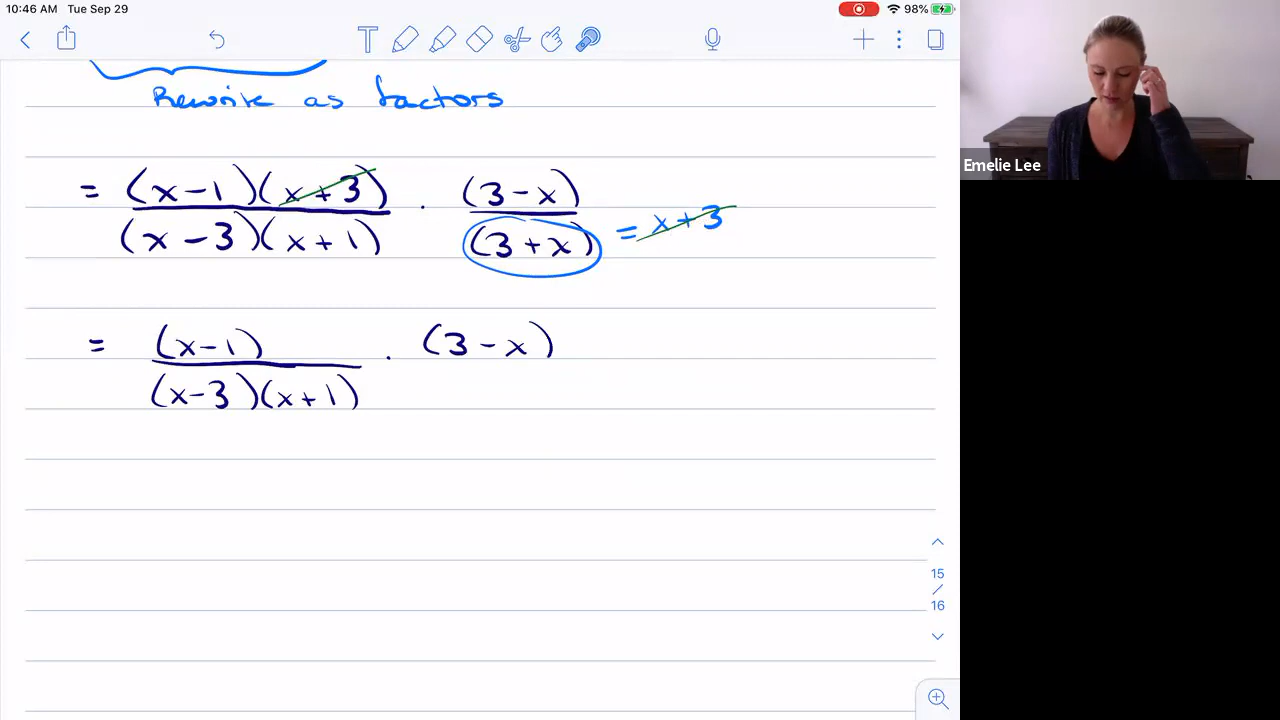 10:46 AM Tue Sep 29
98%
Rewrite as factors
= (x-1)(x+3) / (x-3)(x+1) · (3-x) / (3+x) = x+3
Emelie Lee
= (x-1) / (x-3)(x+1) · (3-x)
15
/
16